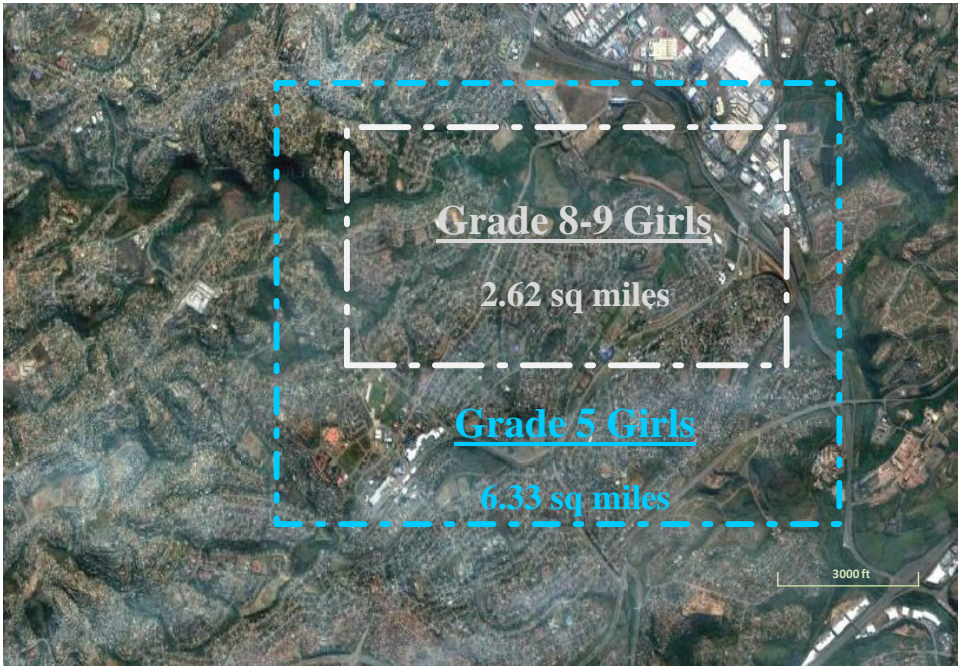 Grade 8-9 Girls
2.62 sq miles
Grade 5 Girls
6.33 sq miles
3000 ft